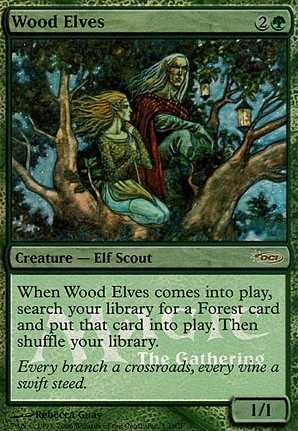 Wood Elves 2
Creature — Elf Scout
DCI
When Wood Elves comes into play,
search your library for a Forest card
and put that card into play. Then
shuffle your library.
Magic
The Gathering
Every branch a crossroads, every vine a
swift steed.
Rebecca Guay
1/1